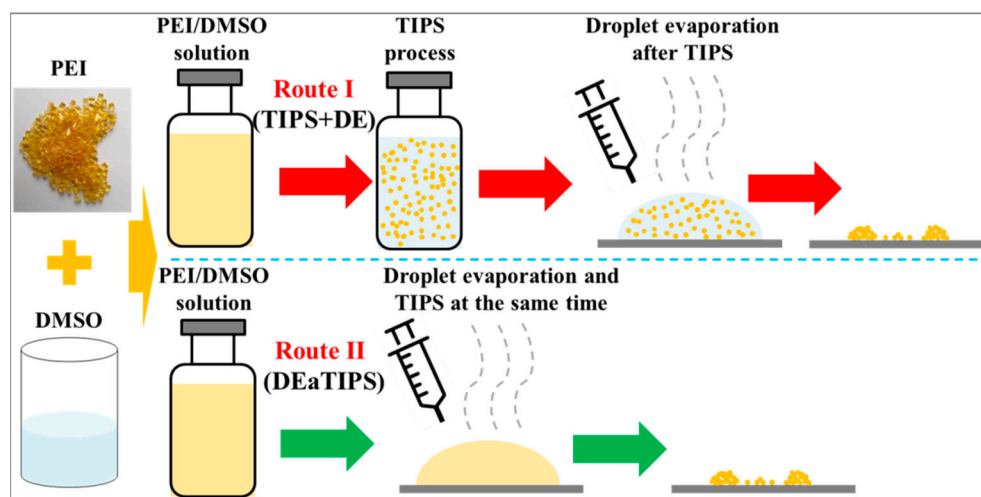 PEI
DMSO
PEI/DMSO
solution
Route I
(TIPS+DE)
TIPS
process
Droplet evaporation
after TIPS
PEI/DMSO
solution
Route II
(DEaTIPS)
Droplet evaporation and
TIPS at the same time